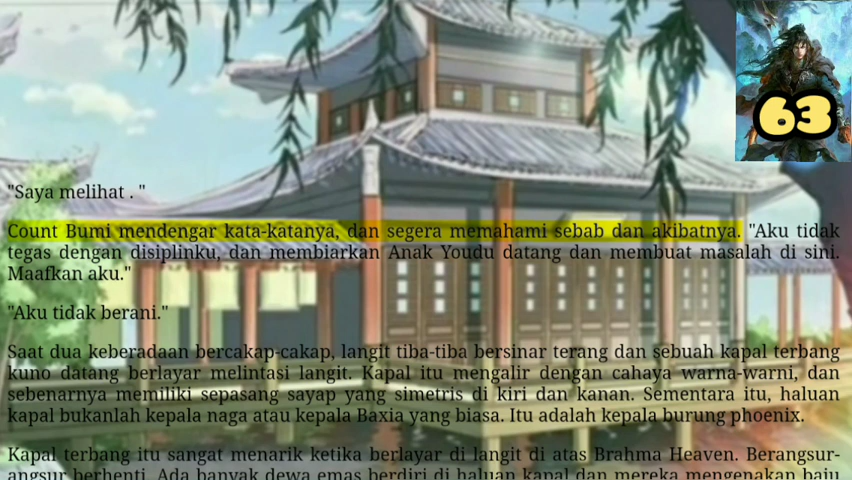 63
"Saya melihat . "
Count Bumi mendengar kata-katanya, dan segera memahami sebab dan akibatnya. "Aku tidak
tegas dengan disiplinku, dan membiarkan Anak Youdu datang dan membuat masalah di sini.
Maafkan aku."
"Aku tidak berani."
Saat dua keberadaan bercakap-cakap, langit tiba-tiba bersinar terang dan sebuah kapal terbang
kuno datang berlayar melintasi langit. Kapal itu mengalir dengan cahaya warna-warni, dan
sebenarnya memiliki sepasang sayap yang simetris di kiri dan kanan. Sementara itu, haluan
kapal bukanlah kepala naga atau kepala Baxia yang biasa. Itu adalah kepala burung phoenix.
Kapal terbang itu sangat menarik ketika berlayar di langit di atas Brahma Heaven. Berangsur-
angsur berhenti. Ada banyak dewa emas berdiri di haluan kapal dan mereka mengenakan baju